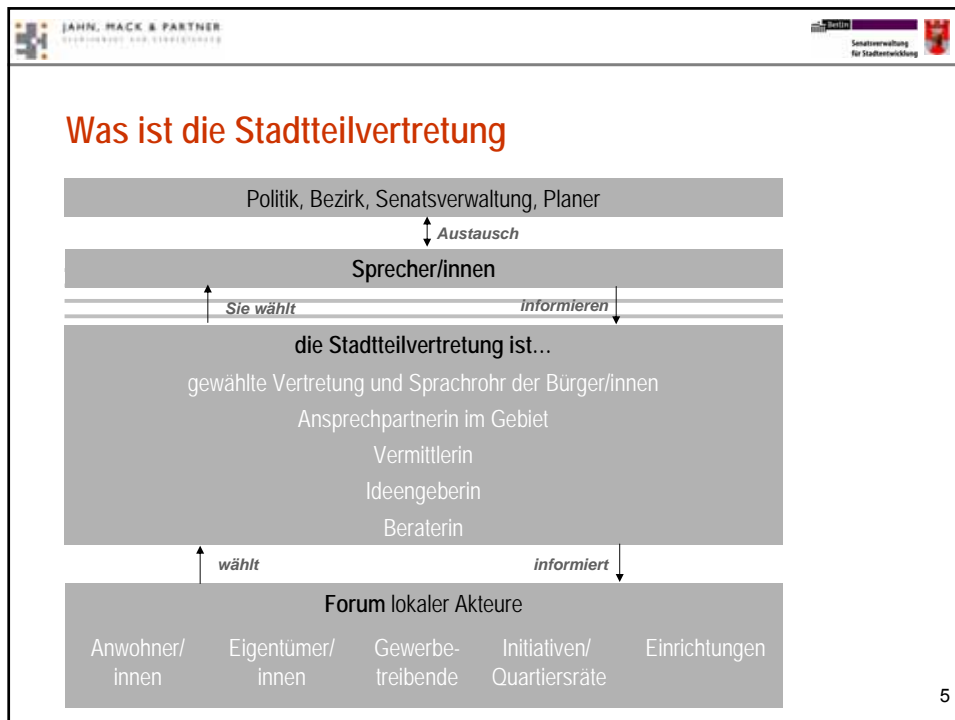 JAHN, MACK & PARTNER
Berlin
Senatsverwaltung
für Stadtentwicklung
Was ist die Stadtteilvertretung
Politik, Bezirk, Senatsverwaltung, Planer
Austausch
Sprecher/innen
Sie wählt
informieren
die Stadtteilvertretung ist...
gewählte Vertretung und Sprachrohr der Bürger/innen
Ansprechpartnerin im Gebiet
Vermittlerin
Ideengeberin
Beraterin
wählt
informiert
Forum lokaler Akteure
Anwohner/
innen
Eigentümer/
innen
Gewerbe-
treibende
Initiativen/
Quartiersräte
Einrichtungen
5